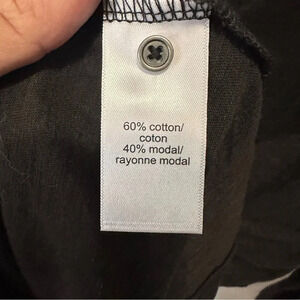 60% cotton/
coton
40% modal/
rayonne modal